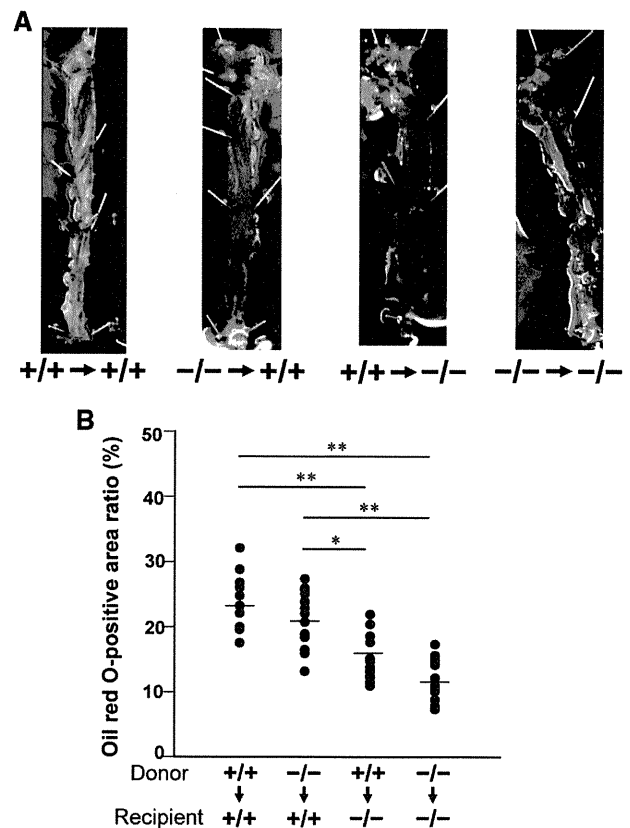 A
+/+ → +/+ −/− → +/+ +/+ → −/− −/− → −/−
B
Oil red O-positive area ratio (%)
50
40
30
20
10
0
**
**
**
*
Donor +/+ −/− +/+ −/−
↓ ↓ ↓ ↓
Recipient +/+ +/+ −/− −/−